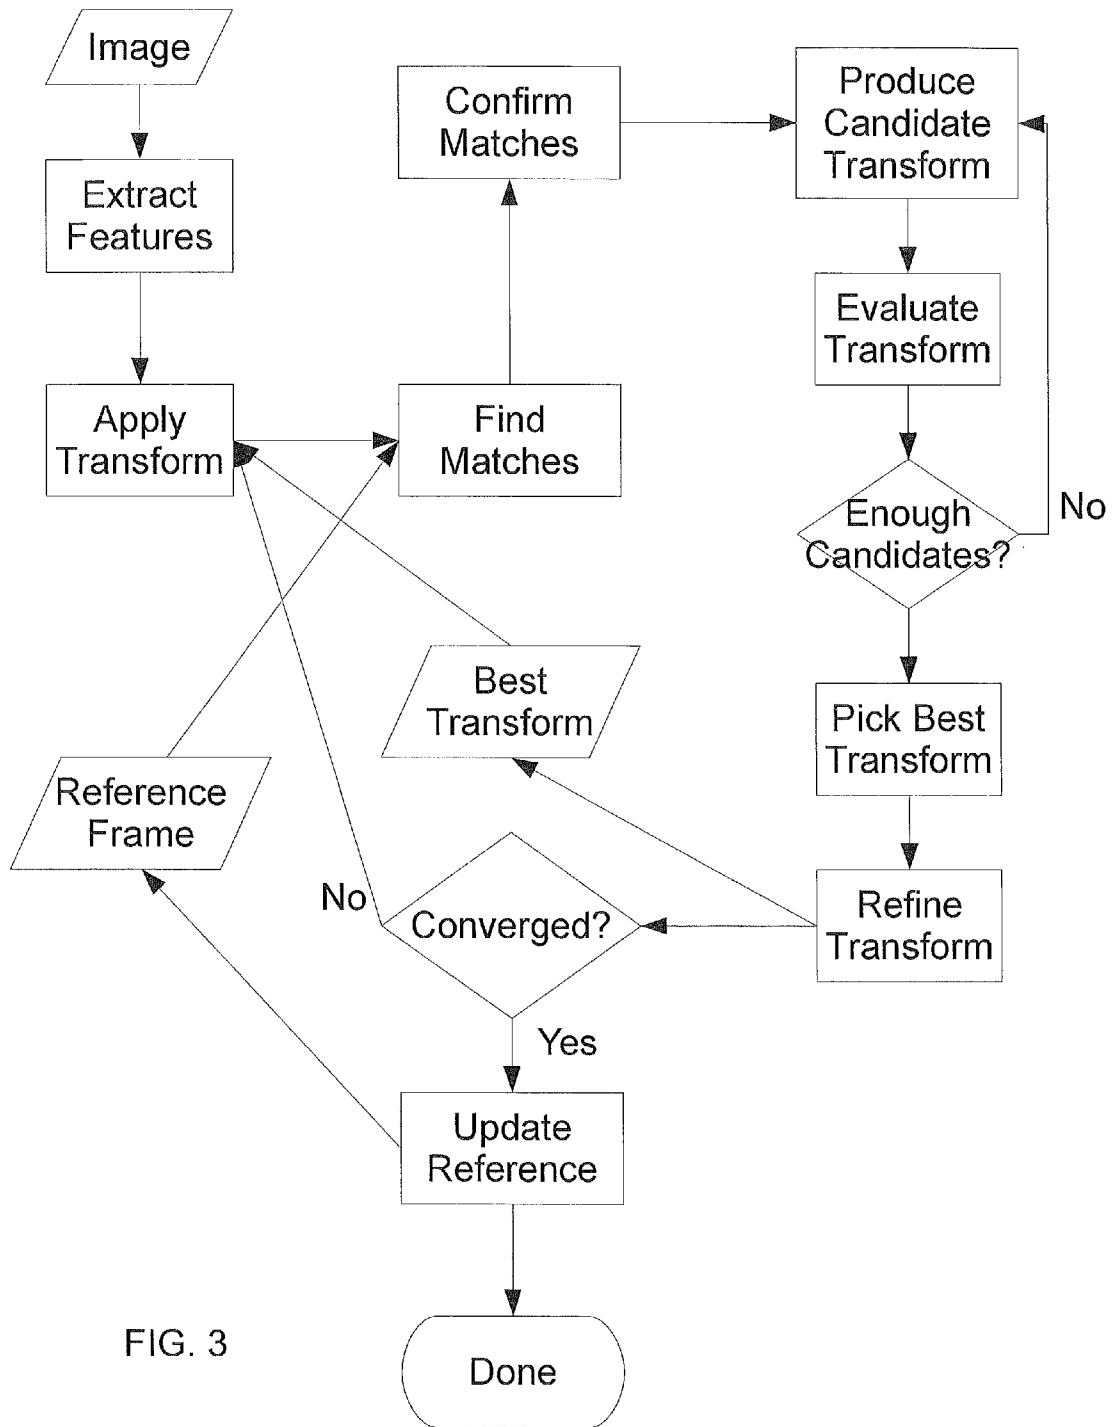 Image
Extract
Features
Apply
Transform
Find
Matches
Confirm
Matches
Produce
Candidate
Transform
Evaluate
Transform
Enough
Candidates?
No
Pick Best
Transform
Refine
Transform
Best
Transform
Reference
Frame
Converged?
No
Yes
Update
Reference
Done
FIG. 3